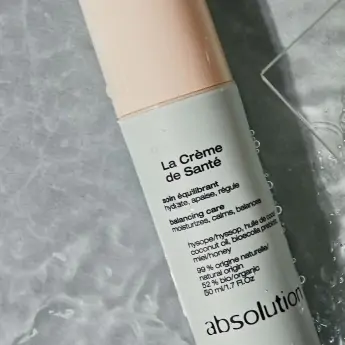 La Crème
de Santé
soin équilibrant
hydrate, apaise, régule
balancing care
moisturizes, calms, balances
hysope/hyssop, huile de coco/
coconut oil, bioecolia prebiotic
miel/honey
99 % origine naturelle/
natural origin
52 % bio/organic
50 ml/1.7 Fl.Oz
absolution